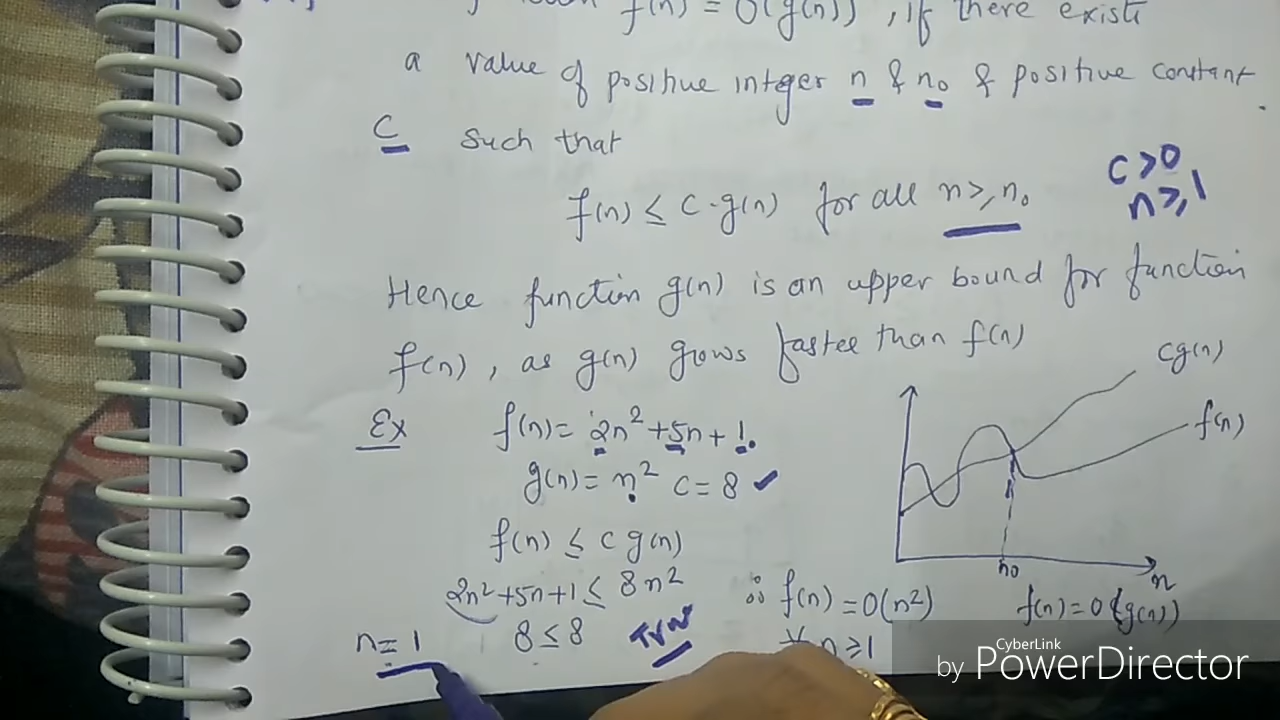 f(n) = O(g(n)), if there exists
a value of positive integer n & n₀ & positive constant
C such that
f(n) ≤ c·g(n) for all n ≥ n₀
c>0
n≥1
Hence function g(n) is an upper bound for function
f(n), as g(n) grows faster than f(n)
cg(n)
f(n)
n₀
n
f(n) = O(g(n))
Ex f(n) = 2n² + 5n + 1.
g(n) = n² c = 8 ✓
f(n) ≤ c g(n)
2n²+5n+1 ≤ 8n²
n = 1 8 ≤ 8
∴ f(n) = O(n²)
∀ n ≥ 1
by CyberLink PowerDirector